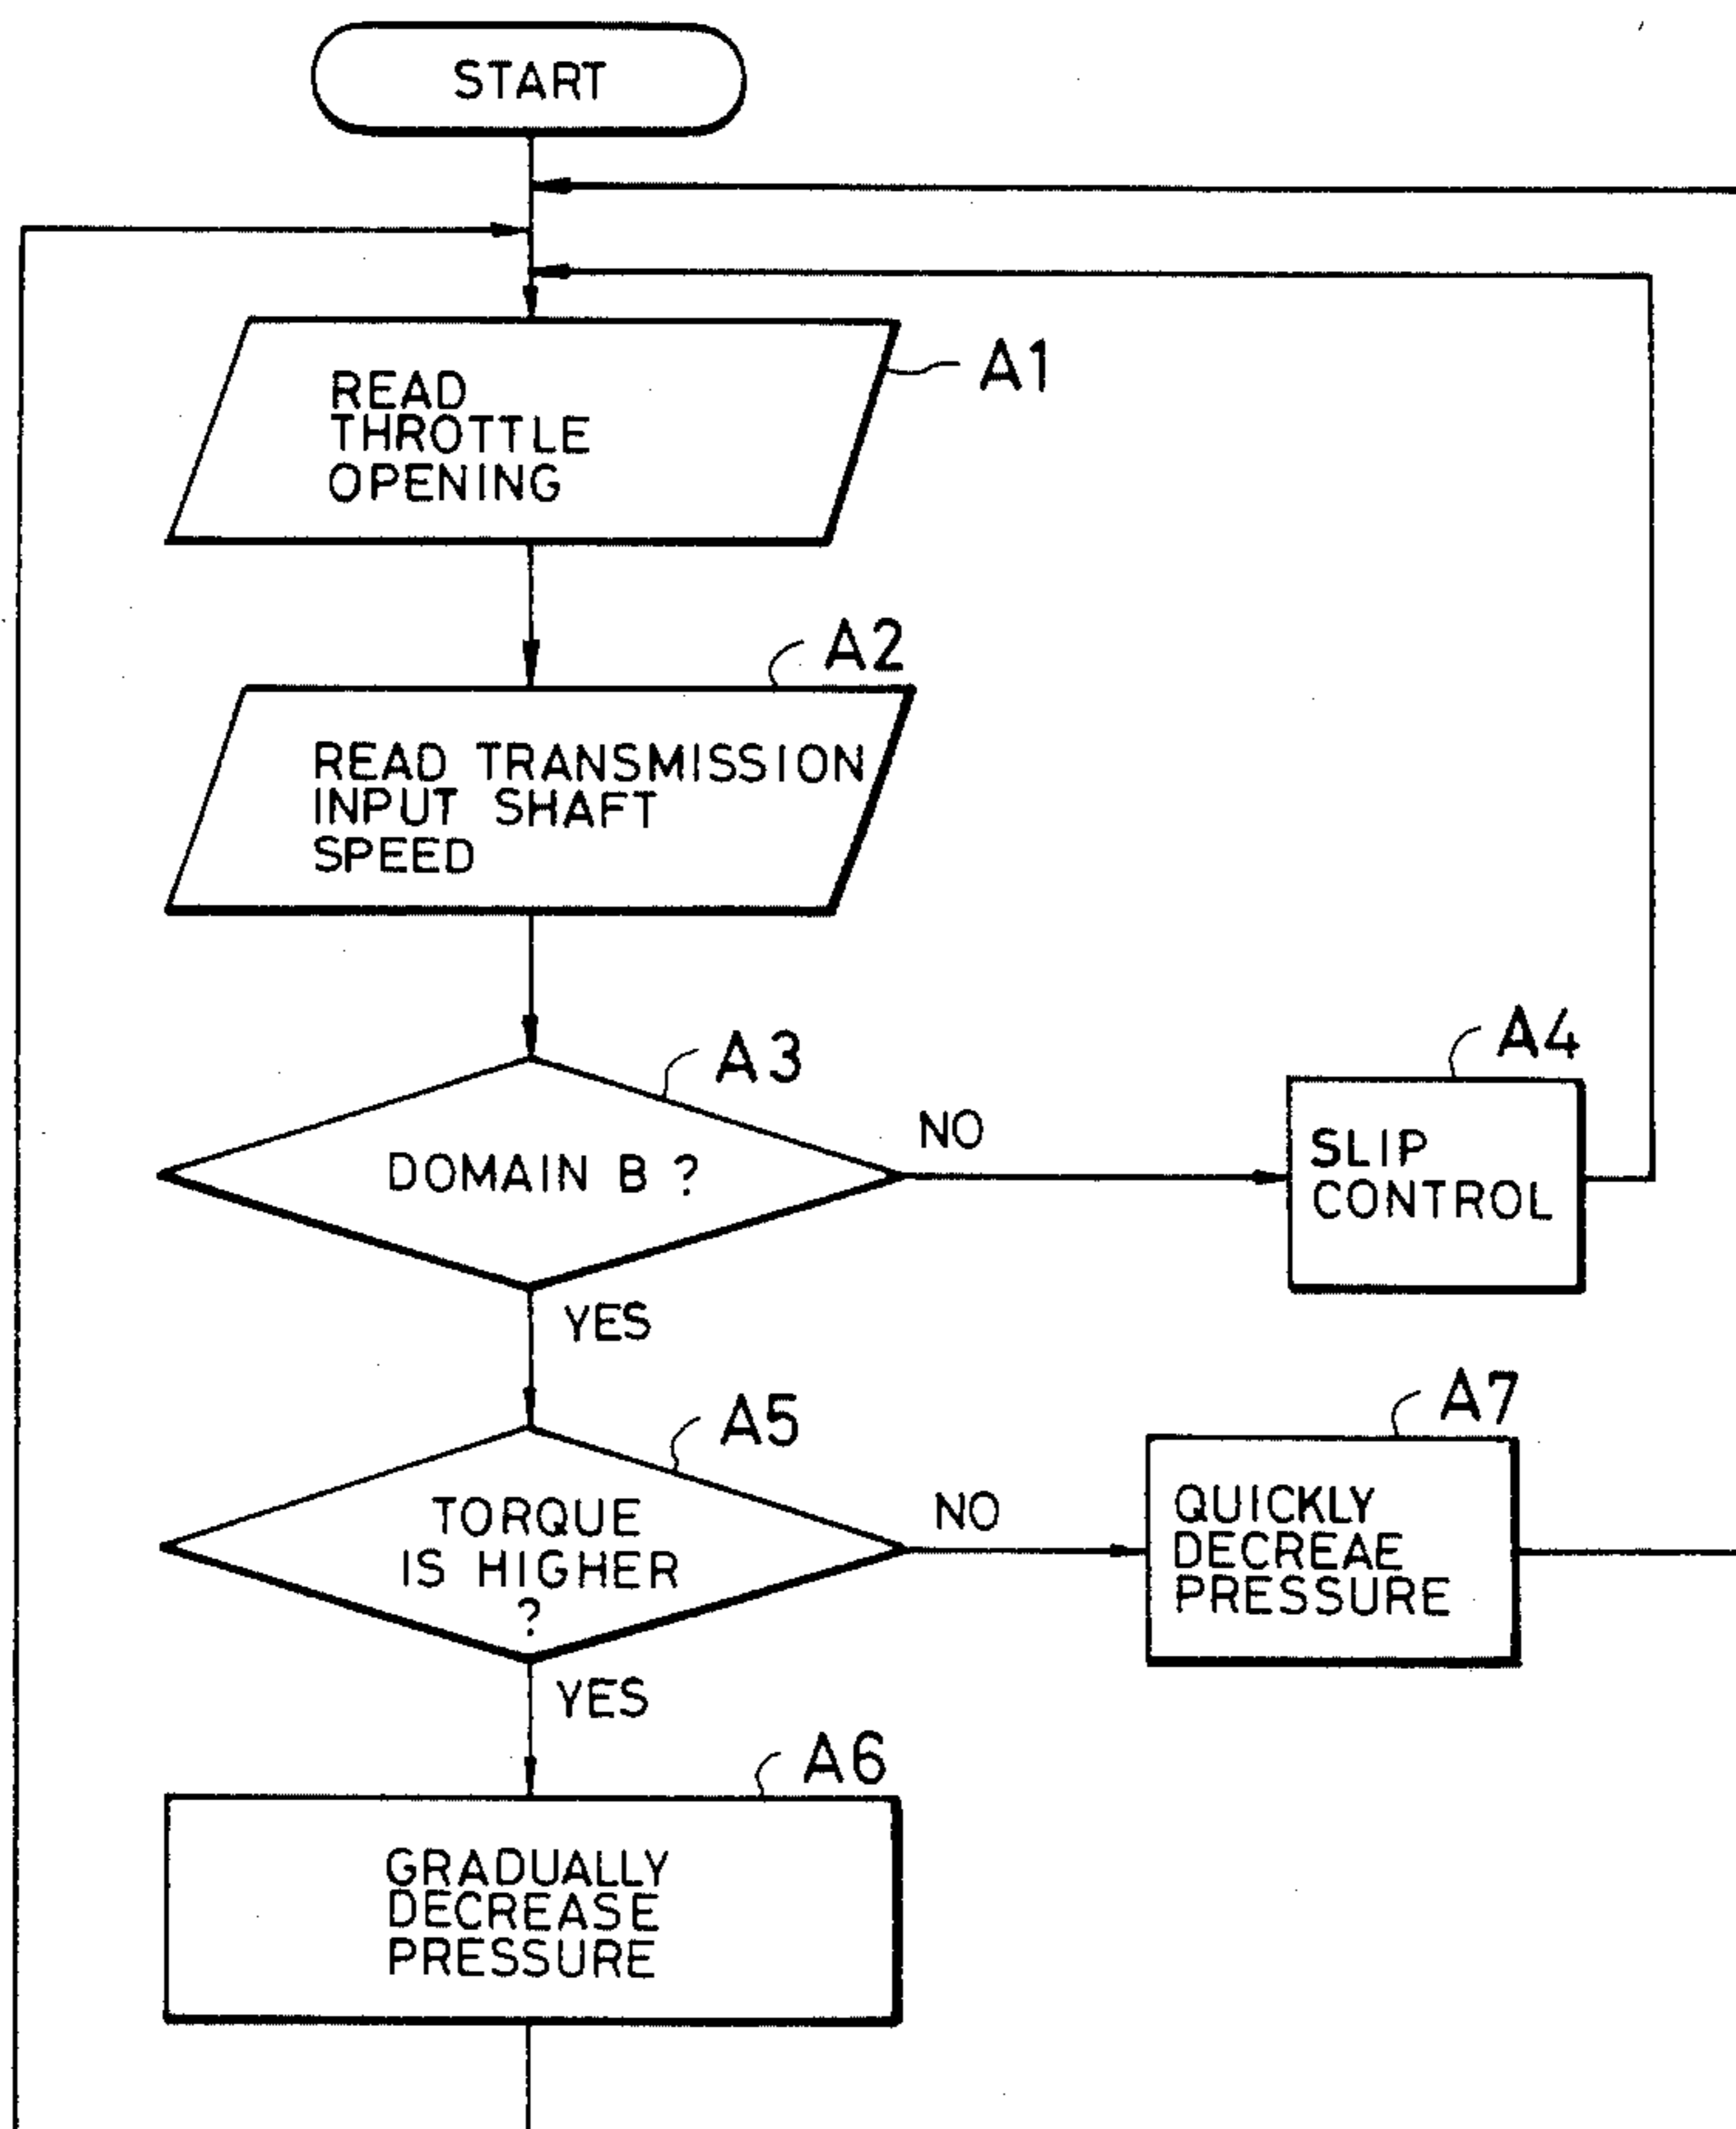 START
A1
READ
THROTTLE
OPENING
A2
READ TRANSMISSION
INPUT SHAFT
SPEED
A3
DOMAIN B ?
NO
A4
SLIP
CONTROL
YES
A5
TORQUE
IS HIGHER
?
NO
A7
QUICKLY
DECREAE
PRESSURE
YES
A6
GRADUALLY
DECREASE
PRESSURE